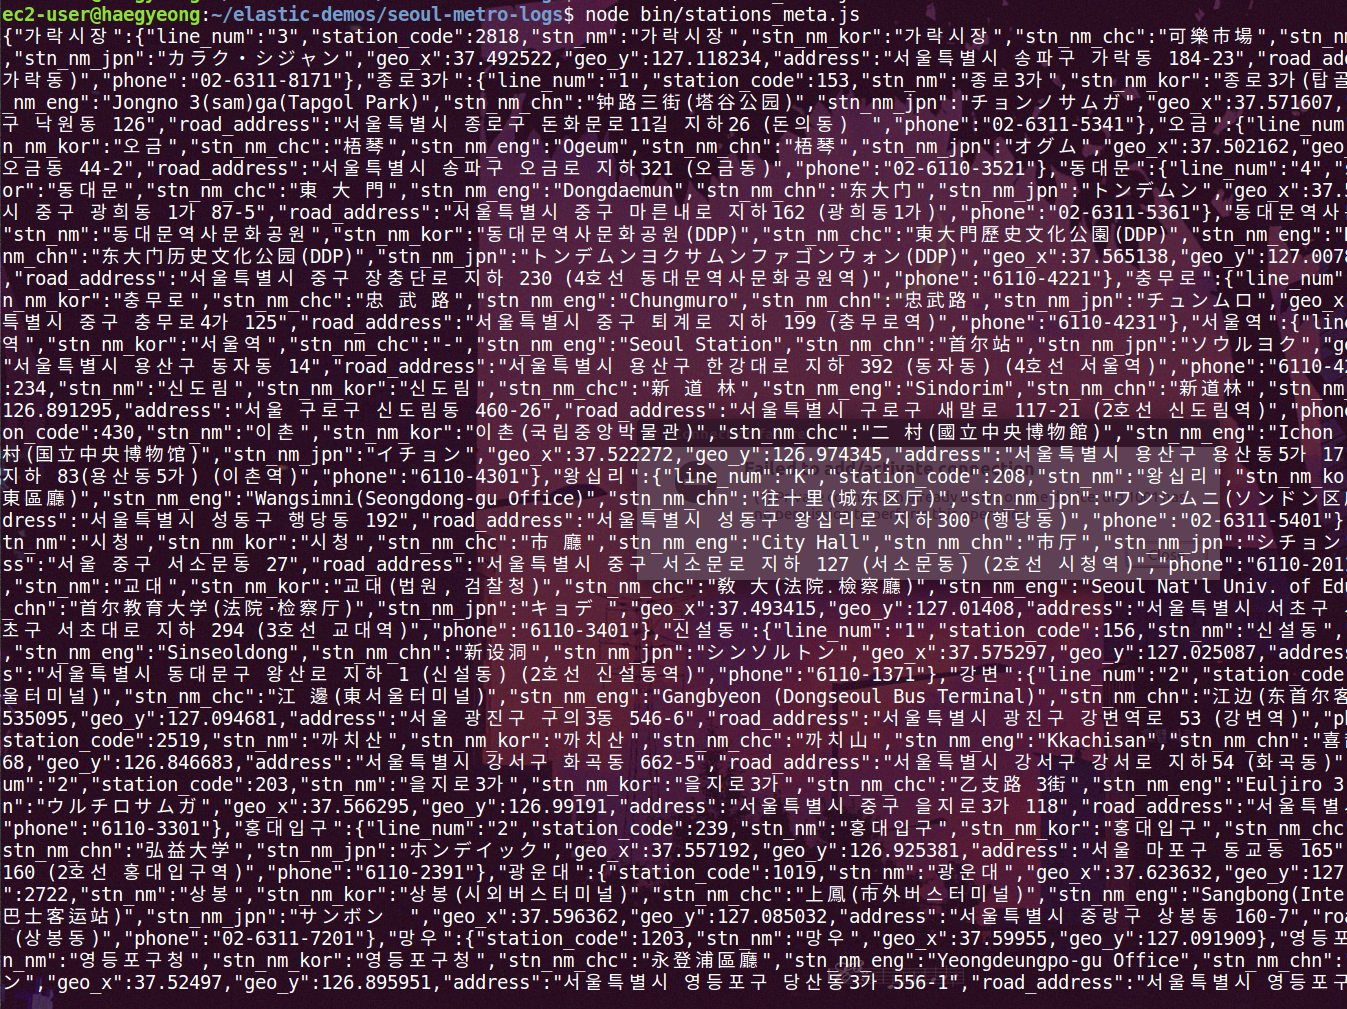 ec2-user@haegyeong:~/elastic-demos/seoul-metro-logs$ node bin/stations_meta.js
{"가락시장":{"line_num":"3","station_code":2818,"stn_nm":"가락시장","stn_nm_kor":"가락시장","stn_nm_chc":"可樂市場","stn_nm
,"stn_nm_jpn":"カラク・シジャン","geo_x":37.492522,"geo_y":127.118234,"address":"서울특별시 송파구 가락동 184-23","road_ad
가락동)","phone":"02-6311-8171"},"종로3가":{"line_num":"1","station_code":153,"stn_nm":"종로3가","stn_nm_kor":"종로3가(탑골
_nm_eng":"Jongno 3(sam)ga(Tapgol Park)","stn_nm_chn":"钟路三街(塔谷公园)","stn_nm_jpn":"チョンノサムガ","geo_x":37.571607,
구 낙원동 126","road_address":"서울특별시 종로구 돈화문로11길 지하26 (돈의동)  ","phone":"02-6311-5341"},"오금":{"line_num
n_nm_kor":"오금","stn_nm_chc":"梧琴","stn_nm_eng":"Ogeum","stn_nm_chn":"梧琴","stn_nm_jpn":"オグム","geo_x":37.502162,"geo
오금동 44-2","road_address":"서울특별시 송파구 오금로 지하321 (오금동)","phone":"02-6110-3521"},"동대문":{"line_num":"4","s
or":"동대문","stn_nm_chc":"東 大 門","stn_nm_eng":"Dongdaemun","stn_nm_chn":"东大门","stn_nm_jpn":"トンデムン","geo_x":37.5
시 중구 광희동 1가 87-5","road_address":"서울특별시 중구 마른내로 지하162 (광희동1가)","phone":"02-6311-5361"},"동대문역사
"stn_nm":"동대문역사문화공원","stn_nm_kor":"동대문역사문화공원(DDP)","stn_nm_chc":"東大門歷史文化公園(DDP)","stn_nm_eng":"
nm_chn":"东大门历史文化公园(DDP)","stn_nm_jpn":"トンデムンヨクサムンファゴンウォン(DDP)","geo_x":37.565138,"geo_y":127.0078
,"road_address":"서울특별시 중구 장충단로 지하 230 (4호선 동대문역사문화공원역)","phone":"6110-4221"},"충무로":{"line_num"
n_nm_kor":"충무로","stn_nm_chc":"忠 武 路","stn_nm_eng":"Chungmuro","stn_nm_chn":"忠武路","stn_nm_jpn":"チュンムロ","geo_x
특별시 중구 충무로4가 125","road_address":"서울특별시 중구 퇴계로 지하 199 (충무로역)","phone":"6110-4231"},"서울역":{"line
역","stn_nm_kor":"서울역","stn_nm_chc":"-","stn_nm_eng":"Seoul Station","stn_nm_chn":"首尔站","stn_nm_jpn":"ソウルヨク","ge
"서울특별시 용산구 동자동 14","road_address":"서울특별시 용산구 한강대로 지하 392 (동자동) (4호선 서울역)","phone":"6110-42
:234,"stn_nm":"신도림","stn_nm_kor":"신도림","stn_nm_chc":"新 道 林","stn_nm_eng":"Sindorim","stn_nm_chn":"新道林","stn_nm
126.891295,"address":"서울 구로구 신도림동 460-26","road_address":"서울특별시 구로구 새말로 117-21 (2호선 신도림역)","phone
on_code":430,"stn_nm":"이촌","stn_nm_kor":"이촌(국립중앙박물관)","stn_nm_chc":"二 村(國立中央博物館)","stn_nm_eng":"Ichon
村(国立中央博物馆)","stn_nm_jpn":"イチョン","geo_x":37.522272,"geo_y":126.974345,"address":"서울특별시 용산구 용산동5가 17
Failed to add/activate connection
지하 83(용산동5가) (이촌역)","phone":"6110-4301"},"왕십리":{"line_num":"K","station_code":208,"stn_nm":"왕십리","stn_nm_ko
東區廳)","stn_nm_eng":"Wangsimni(Seongdong-gu Office)","stn_nm_chn":"往十里(城东区厅)","stn_nm_jpn":"ワンシムニ(ソンドン区
dress":"서울특별시 성동구 행당동 192","road_address":"서울특별시 성동구 왕십리로 지하300 (행당동)","phone":"02-6311-5401"}
tn_nm":"시청","stn_nm_kor":"시청","stn_nm_chc":"市 廳","stn_nm_eng":"City Hall","stn_nm_chn":"市厅","stn_nm_jpn":"シチョン
ss":"서울 중구 서소문동 27","road_address":"서울특별시 중구 서소문로 지하 127 (서소문동) (2호선 시청역)","phone":"6110-201
,"stn_nm":"교대","stn_nm_kor":"교대(법원, 검찰청)","stn_nm_chc":"敎 大(法院.檢察廳)","stn_nm_eng":"Seoul Nat'l Univ. of Edu
_chn":"首尔教育大学(法院·检察厅)","stn_nm_jpn":"キョデ","geo_x":37.493415,"geo_y":127.01408,"address":"서울특별시 서초구
초구 서초대로 지하 294 (3호선 교대역)","phone":"6110-3401"},"신설동":{"line_num":"1","station_code":156,"stn_nm":"신설동",
,"stn_nm_eng":"Sinseoldong","stn_nm_chn":"新设洞","stn_nm_jpn":"シンソルトン","geo_x":37.575297,"geo_y":127.025087,"addres
s":"서울특별시 동대문구 왕산로 지하 1 (신설동) (2호선 신설동역)","phone":"6110-1371"},"강변":{"line_num":"2","station_code
울터미널)","stn_nm_chc":"江 邊(東서울터미널)","stn_nm_eng":"Gangbyeon (Dongseoul Bus Terminal)","stn_nm_chn":"江边(东首尔客
535095,"geo_y":127.094681,"address":"서울 광진구 구의3동 546-6","road_address":"서울특별시 광진구 강변역로 53 (강변역)","ph
station_code":2519,"stn_nm":"까치산","stn_nm_kor":"까치산","stn_nm_chc":"까치山","stn_nm_eng":"Kkachisan","stn_nm_chn":"喜
68,"geo_y":126.846683,"address":"서울특별시 강서구 화곡동 662-5","road_address":"서울특별시 강서구 강서로 지하54 (화곡동)"
um":"2","station_code":203,"stn_nm":"을지로3가","stn_nm_kor":"을지로3가","stn_nm_chc":"乙支路 3街","stn_nm_eng":"Euljiro 3
n":"ウルチロサムガ","geo_x":37.566295,"geo_y":126.99191,"address":"서울특별시 중구 을지로3가 118","road_address":"서울특별
"phone":"6110-3301"},"홍대입구":{"line_num":"2","station_code":239,"stn_nm":"홍대입구","stn_nm_kor":"홍대입구","stn_nm_chc
stn_nm_chn":"弘益大学","stn_nm_jpn":"ホンデイック","geo_x":37.557192,"geo_y":126.925381,"address":"서울 마포구 동교동 165"
160 (2호선 홍대입구역)","phone":"6110-2391"},"광운대":{"station_code":1019,"stn_nm":"광운대","geo_x":37.623632,"geo_y":127
":2722,"stn_nm":"상봉","stn_nm_kor":"상봉(시외버스터미널)","stn_nm_chc":"上鳳(市外버스터미널)","stn_nm_eng":"Sangbong(Inte
巴士客运站)","stn_nm_jpn":"サンボン  ","geo_x":37.596362,"geo_y":127.085032,"address":"서울특별시 중랑구 상봉동 160-7","roa
 (상봉동)","phone":"02-6311-7201"},"망우":{"station_code":1203,"stn_nm":"망우","geo_x":37.59955,"geo_y":127.091909},"영등포
n_nm":"영등포구청","stn_nm_kor":"영등포구청","stn_nm_chc":"永登浦區廳","stn_nm_eng":"Yeongdeungpo-gu Office","stn_nm_chn":
ン","geo_x":37.52497,"geo_y":126.895951,"address":"서울특별시 영등포구 당산동3가 556-1","road_address":"서울특별시 영등포구